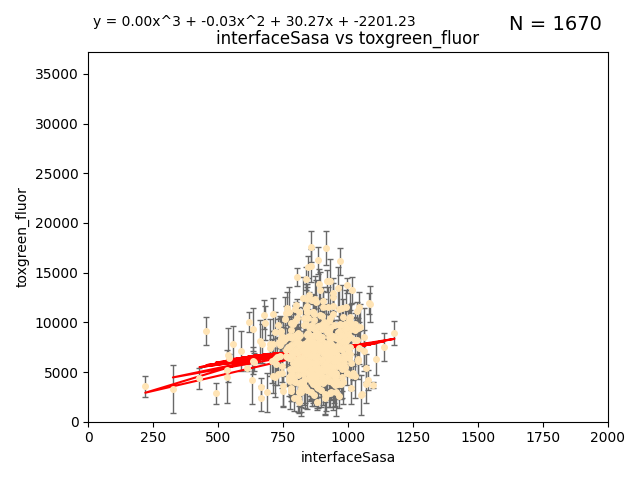 y = 0.00x^3 + -0.03x^2 + 30.27x + -2201.23
N = 1670
interfaceSasa vs toxgreen_fluor
35000
30000
25000
20000
15000
10000
5000
0
toxgreen_fluor
0 250 500 750 1000 1250 1500 1750 2000
interfaceSasa